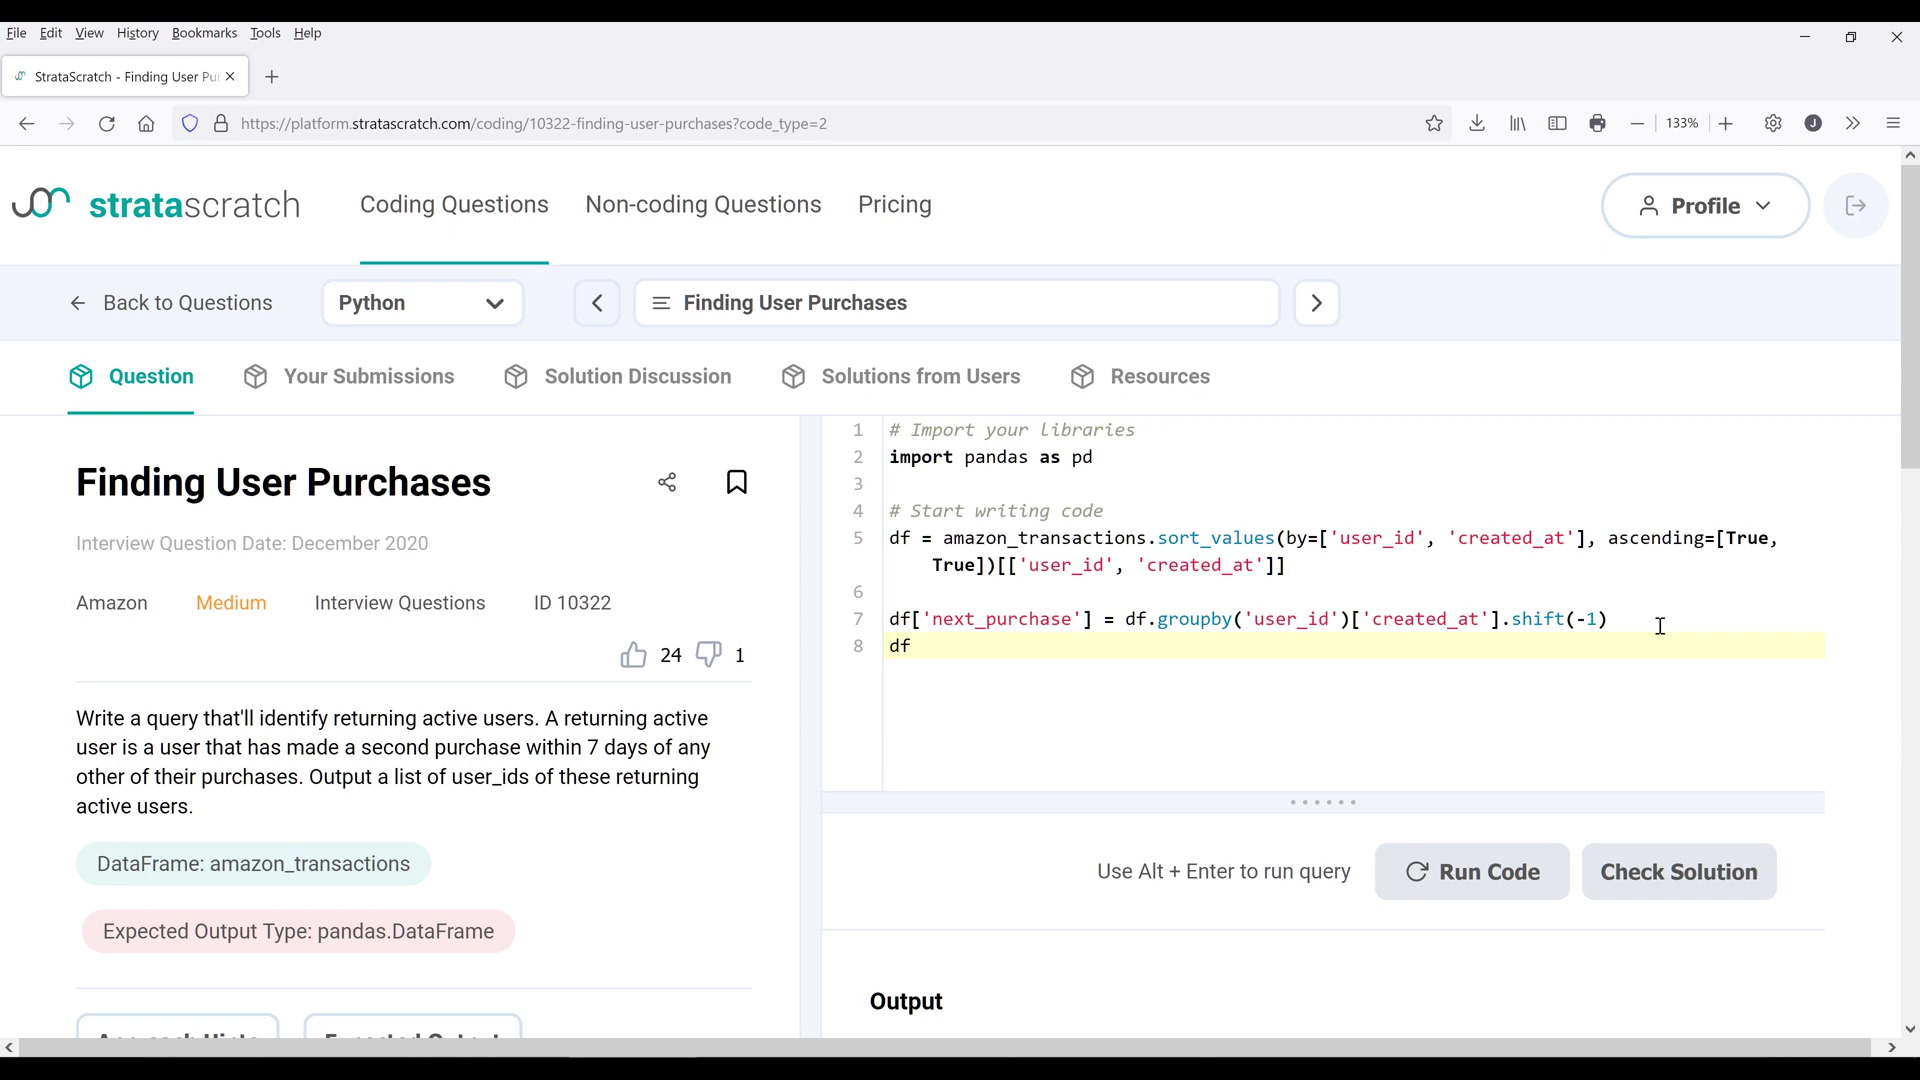 File Edit View History Bookmarks Tools Help
StrataScratch - Finding User Pu
https://platform.stratascratch.com/coding/10322-finding-user-purchases?code_type=2
133%
J
stratascratch
Coding Questions
Non-coding Questions
Pricing
Profile
Back to Questions
Python
Finding User Purchases
Question
Your Submissions
Solution Discussion
Solutions from Users
Resources
Finding User Purchases
Interview Question Date: December 2020
Amazon Medium Interview Questions ID 10322
24 1
Write a query that'll identify returning active users. A returning active
user is a user that has made a second purchase within 7 days of any
other of their purchases. Output a list of user_ids of these returning
active users.
DataFrame: amazon_transactions
Expected Output Type: pandas.DataFrame
Approach Hints Expected Output
1 # Import your libraries
2 import pandas as pd
3
4 # Start writing code
5 df = amazon_transactions.sort_values(by=['user_id', 'created_at'], ascending=[True,
True])[['user_id', 'created_at']]
6
7 df['next_purchase'] = df.groupby('user_id')['created_at'].shift(-1)
8 df
Use Alt + Enter to run query
Run Code
Check Solution
Output